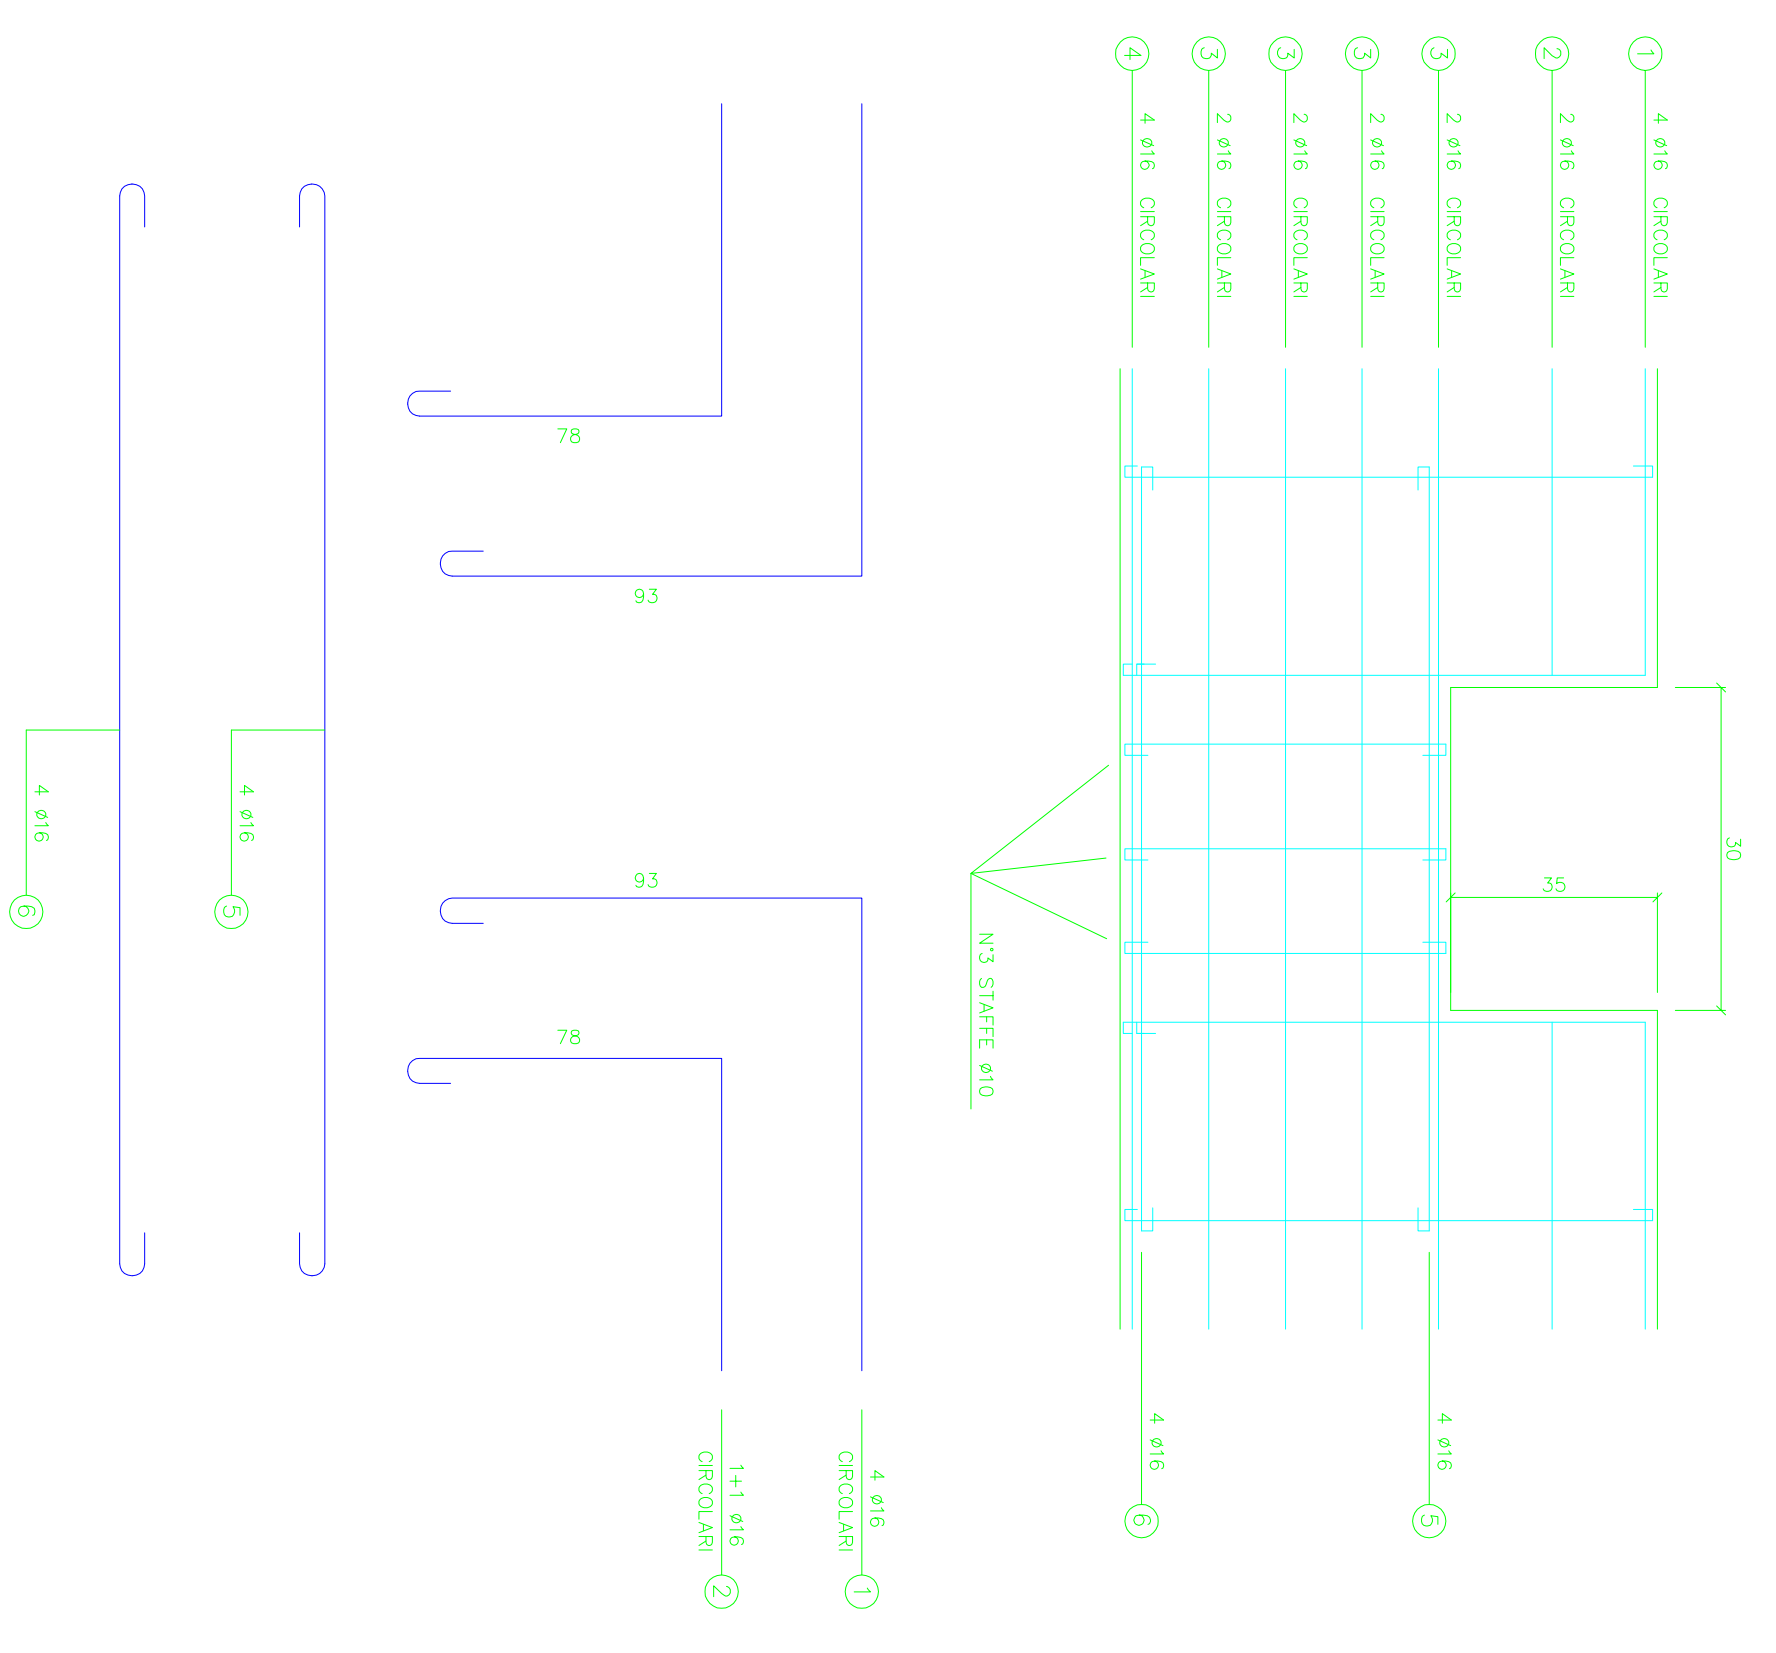 1
4 ø16 CIRCOLARI
2
2 ø16 CIRCOLARI
3
2 ø16 CIRCOLARI
3
2 ø16 CIRCOLARI
3
2 ø16 CIRCOLARI
3
2 ø16 CIRCOLARI
4
4 ø16 CIRCOLARI
30
35
N°3 STAFFE ø10
4 ø16
5
4 ø16
6
78
93
93
78
4 ø16
CIRCOLARI
1
1+1 ø16
CIRCOLARI
2
4 ø16
5
4 ø16
6